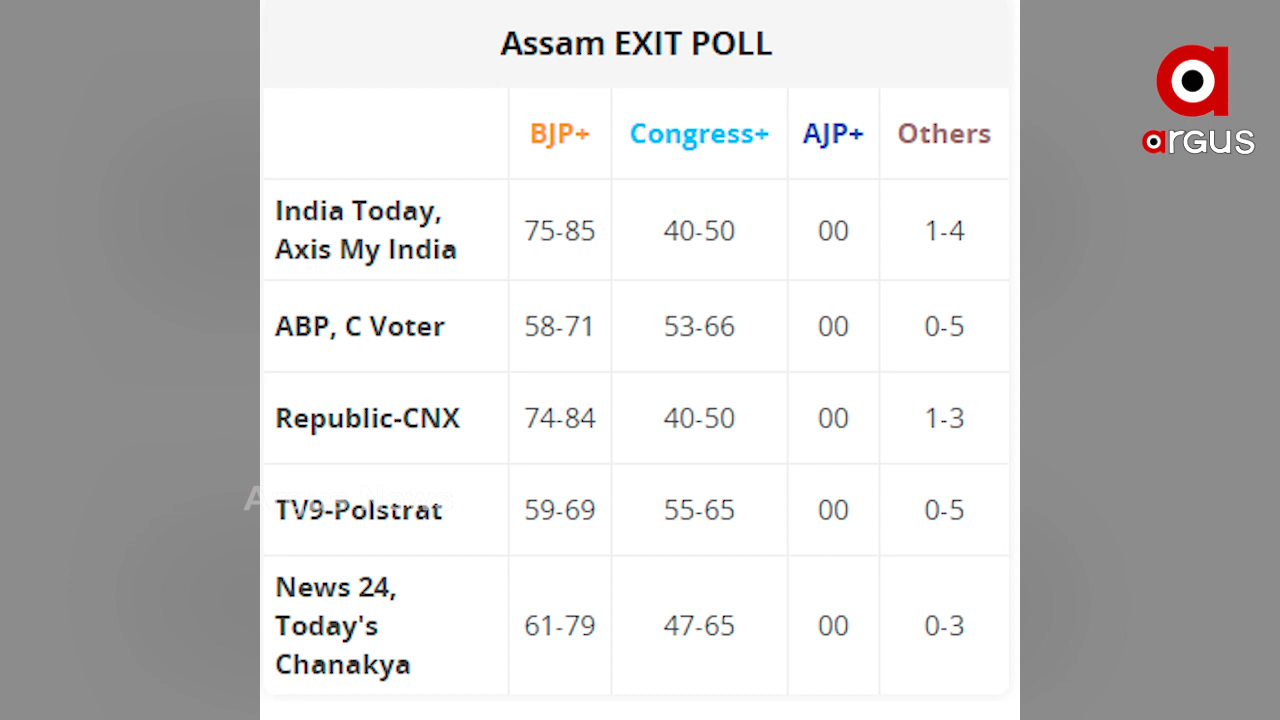 Assam EXIT POLL
BJP+ Congress+ AJP+ Others
India Today,
Axis My India 75-85 40-50 00 1-4
ABP, C Voter 58-71 53-66 00 0-5
Republic-CNX 74-84 40-50 00 1-3
TV9-Polstrat 59-69 55-65 00 0-5
News 24,
Today's
Chanakya 61-79 47-65 00 0-3
argus